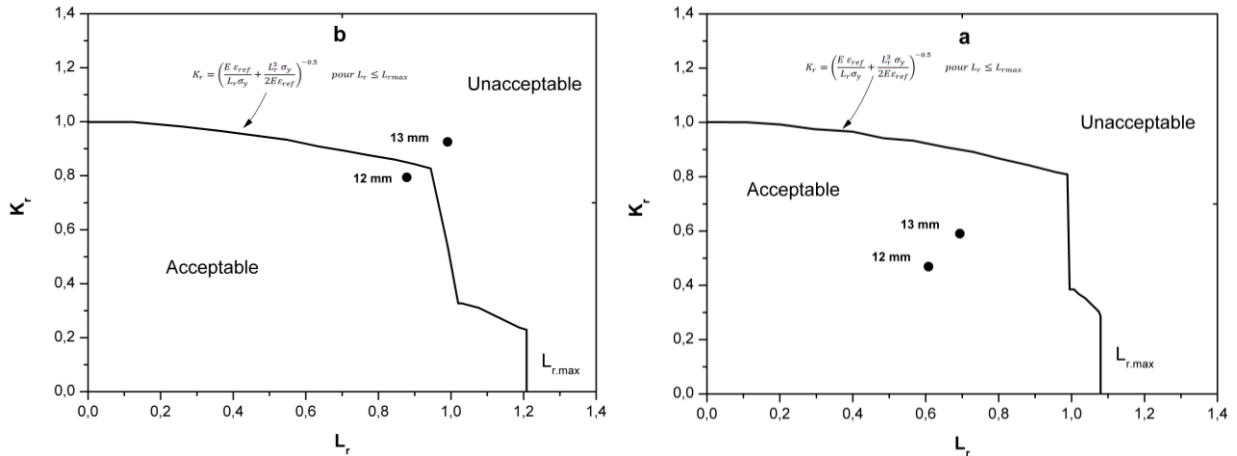 b
K_r = (E ε_ref / L_r σ_y + L_r^3 σ_y / 2E ε_ref)^−0.5 pour L_r ≤ L_rmax
Unacceptable
13 mm
12 mm
Acceptable
L_r.max
K_r
1,4
1,2
1,0
0,8
0,6
0,4
0,2
0,0
0,0 0,2 0,4 0,6 0,8 1,0 1,2 1,4
L_r
a
K_r = (E ε_ref / L_r σ_y + L_r^3 σ_y / 2E ε_ref)^−0.5 pour L_r ≤ L_rmax
Unacceptable
Acceptable
13 mm
12 mm
L_r.max
K_r
1,4
1,2
1,0
0,8
0,6
0,4
0,2
0,0
0,0 0,2 0,4 0,6 0,8 1,0 1,2 1,4
L_r